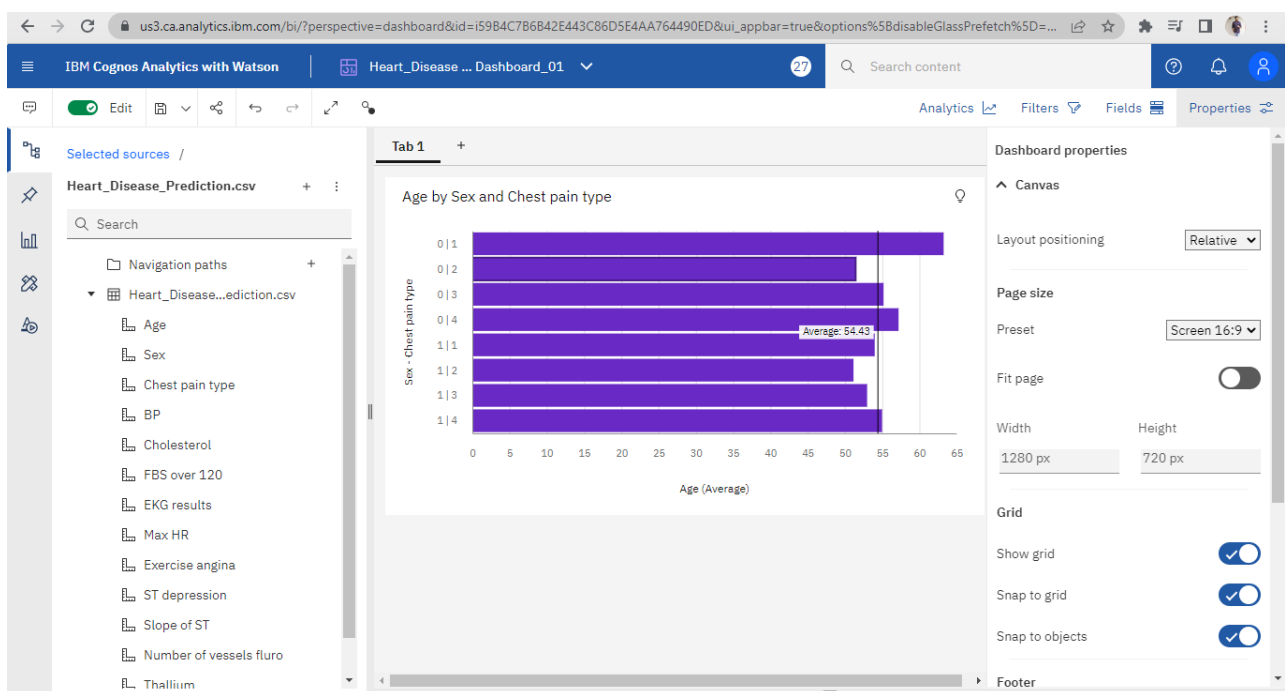 us3.ca.analytics.ibm.com/bi/?perspective=dashboard&id=i59B4C7B6B42E443C86D5E4AA764490ED&ui_appbar=true&options%5BdisableGlassPrefetch%5D=...
IBM Cognos Analytics with Watson
Heart_Disease ... Dashboard_01
27
Search content
Edit
Analytics
Filters
Fields
Properties
Selected sources /
Heart_Disease_Prediction.csv
Search
Navigation paths
Heart_Disease...ediction.csv
Age
Sex
Chest pain type
BP
Cholesterol
FBS over 120
EKG results
Max HR
Exercise angina
ST depression
Slope of ST
Number of vessels fluro
Thallium
Tab 1 +
Age by Sex and Chest pain type
Sex - Chest pain type
0|1
0|2
0|3
0|4
1|1
1|2
1|3
1|4
Average: 54.43
0 5 10 15 20 25 30 35 40 45 50 55 60 65
Age (Average)
Dashboard properties
Canvas
Layout positioning
Relative
Page size
Preset
Screen 16:9
Fit page
Width Height
1280 px 720 px
Grid
Show grid
Snap to grid
Snap to objects
Footer